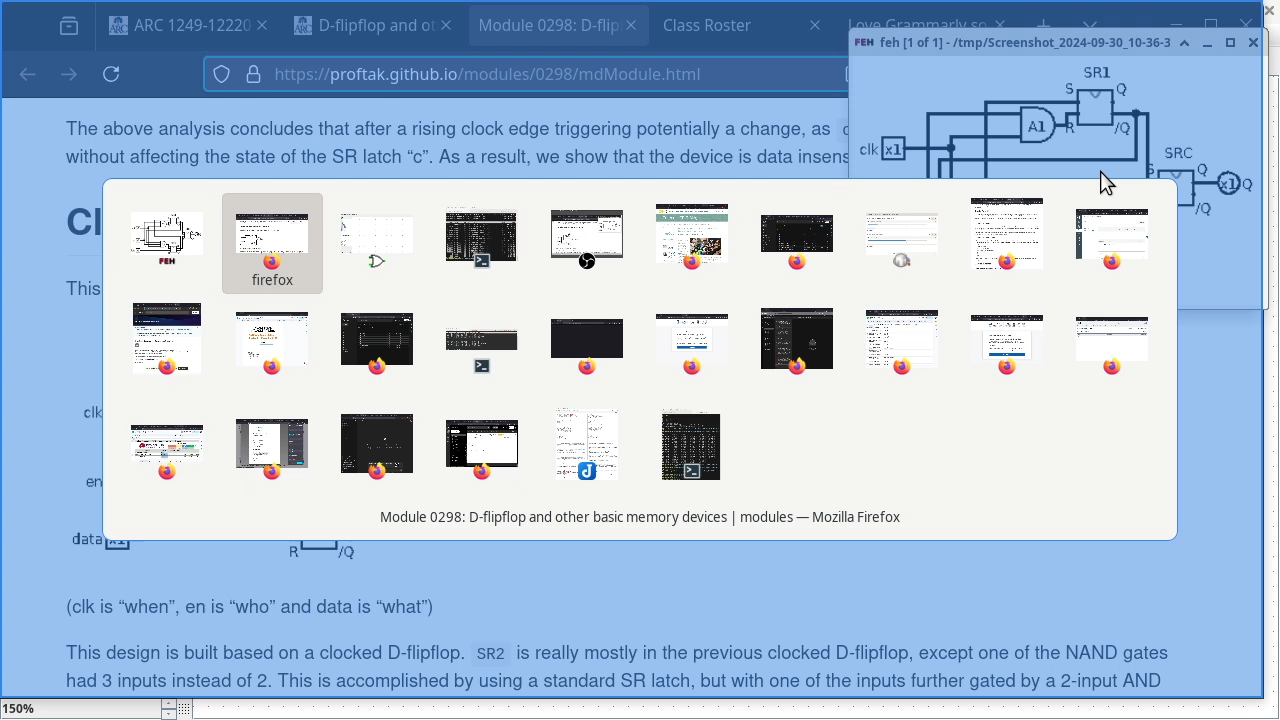 ARC 1249-12220
D-flipflop and ot
Module 0298: D-flip
Class Roster
Love Grammarly so
https://proftak.github.io/modules/0298/mdModule.html
FEH feh [1 of 1] - /tmp/Screenshot_2024-09-30_10-36-3
SR1
S Q
A1
R /Q
clk x1
SRC
S Q
x1 Q
/Q
The above analysis concludes that after a rising clock edge triggering potentially a change, as c
without affecting the state of the SR latch “c”. As a result, we show that the device is data insens
Cl
This
FEH
firefox
clk
en
data x1
R /Q
Module 0298: D-flipflop and other basic memory devices | modules — Mozilla Firefox
(clk is “when”, en is “who” and data is “what”)
This design is built based on a clocked D-flipflop. SR2 is really mostly in the previous clocked D-flipflop, except one of the NAND gates
had 3 inputs instead of 2. This is accomplished by using a standard SR latch, but with one of the inputs further gated by a 2-input AND
150%